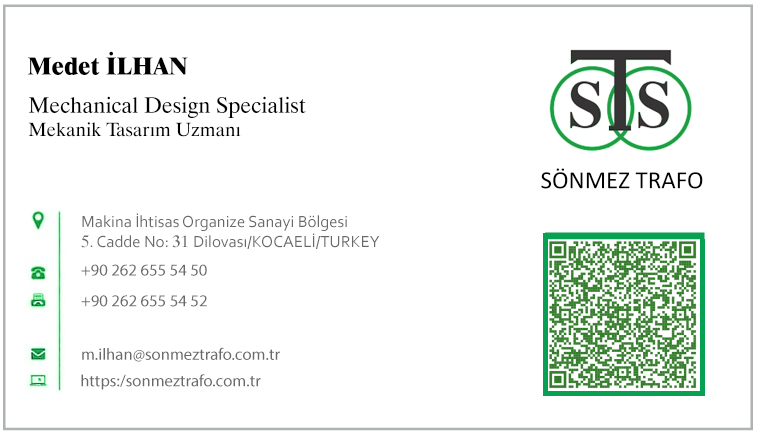 Medet İLHAN
Mechanical Design Specialist
Mekanik Tasarım Uzmanı
STS
SÖNMEZ TRAFO
Makina İhtisas Organize Sanayi Bölgesi
5. Cadde No: 31 Dilovası/KOCAELİ/TURKEY
+90 262 655 54 50
+90 262 655 54 52
m.ilhan@sonmeztrafo.com.tr
https:/sonmeztrafo.com.tr